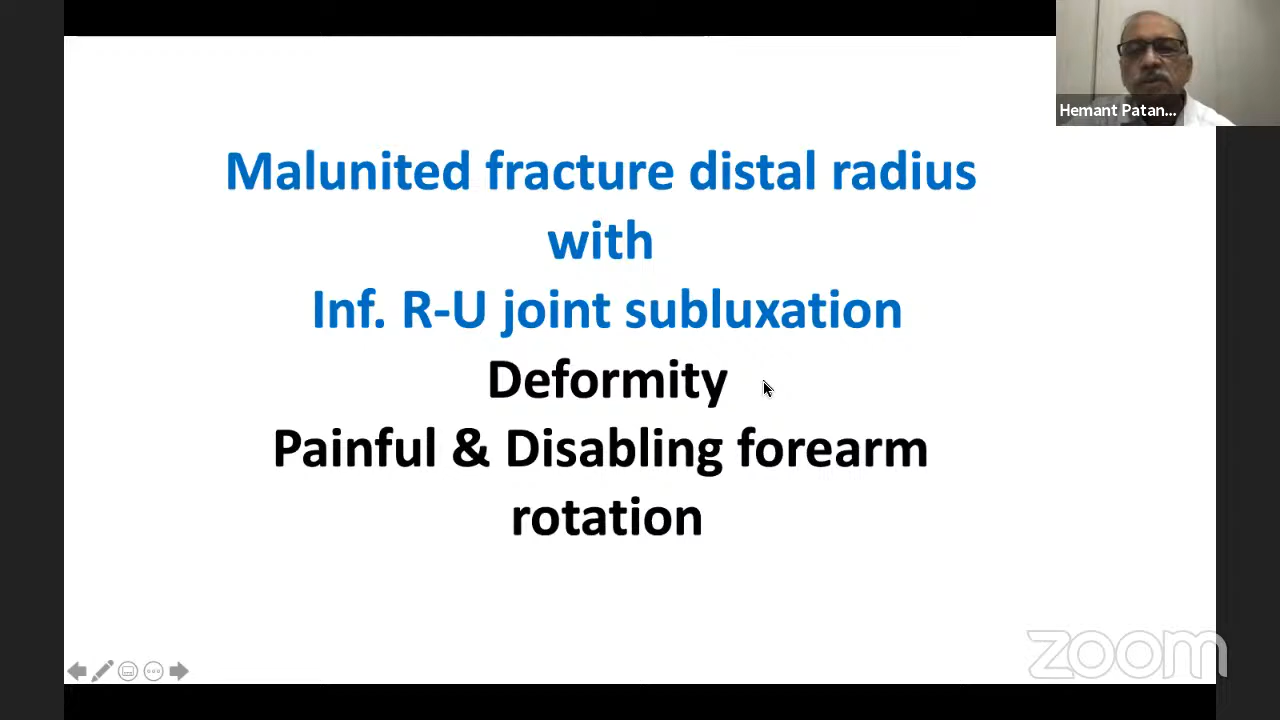 Hemant Patan...
Malunited fracture distal radius
with
Inf. R-U joint subluxation
Deformity
Painful & Disabling forearm
rotation
zoom